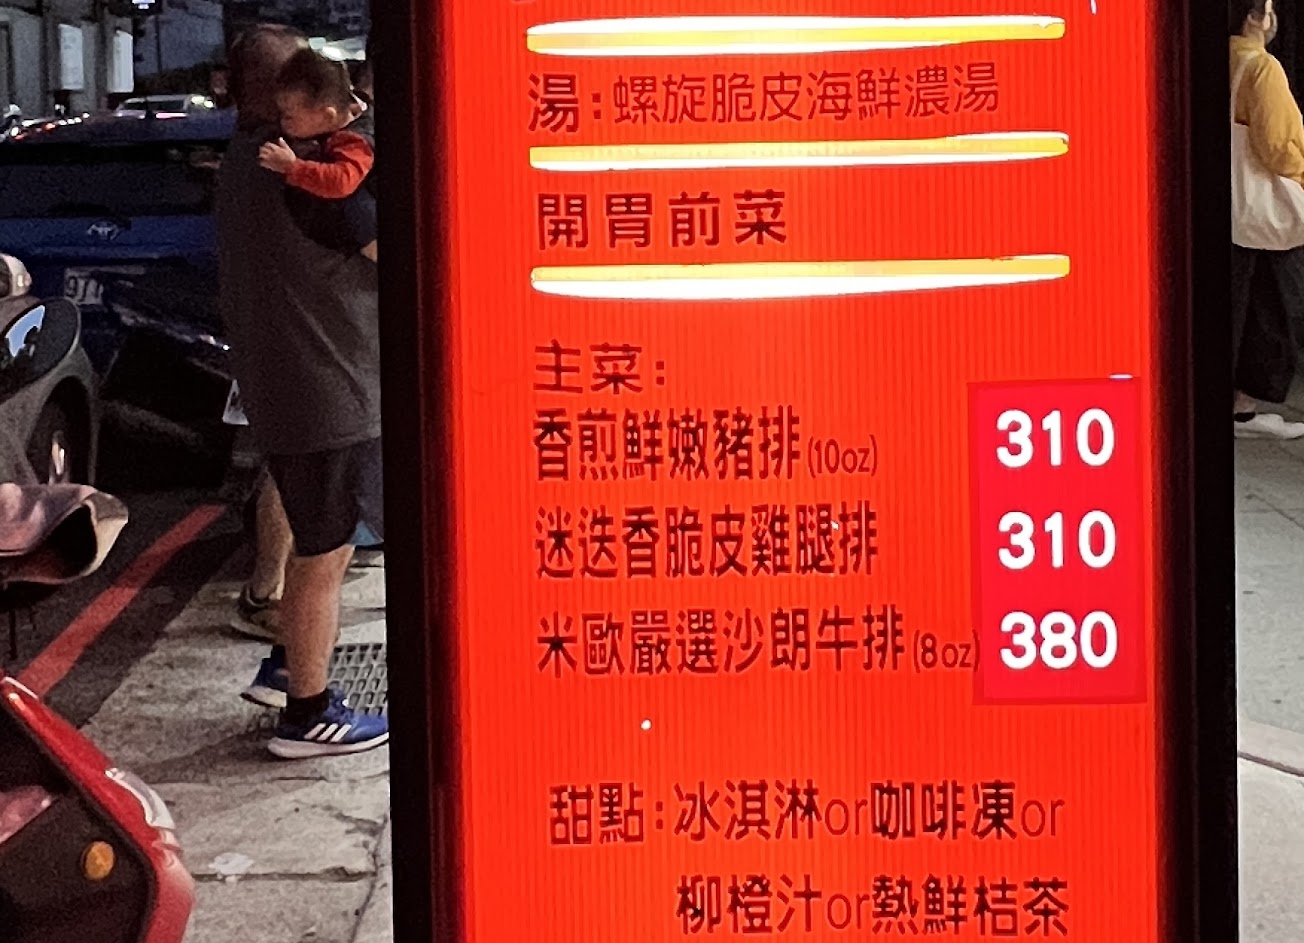 湯:螺旋脆皮海鮮濃湯
開胃前菜
主菜:
香煎鮮嫩豬排(10oz) 310
迷迭香脆皮雞腿排 310
米歐嚴選沙朗牛排(8oz) 380
甜點:冰淇淋or咖啡凍or
柳橙汁or熱鮮桔茶